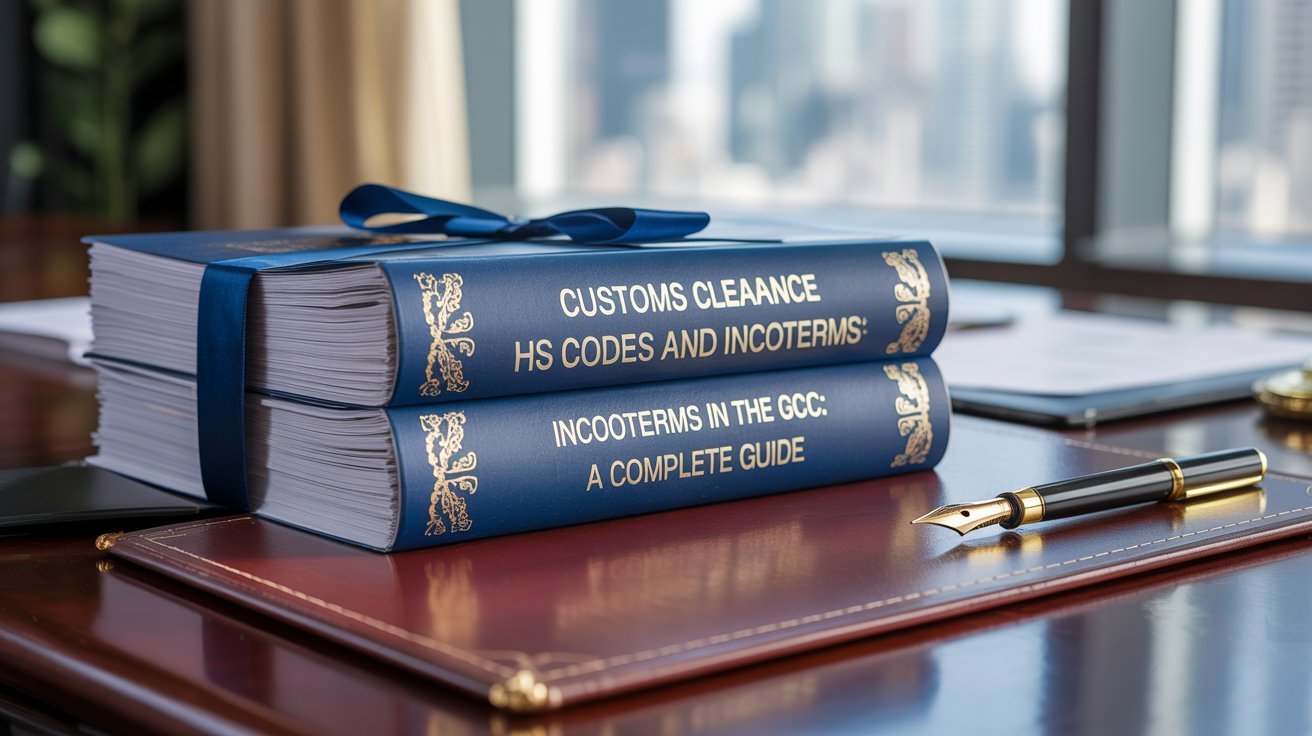 CUSTOMS CLEAANCE
HS CODES AND INCOTERMS:
INCOOTERMS IN THE GCC:
A COMPLETE GUIDE